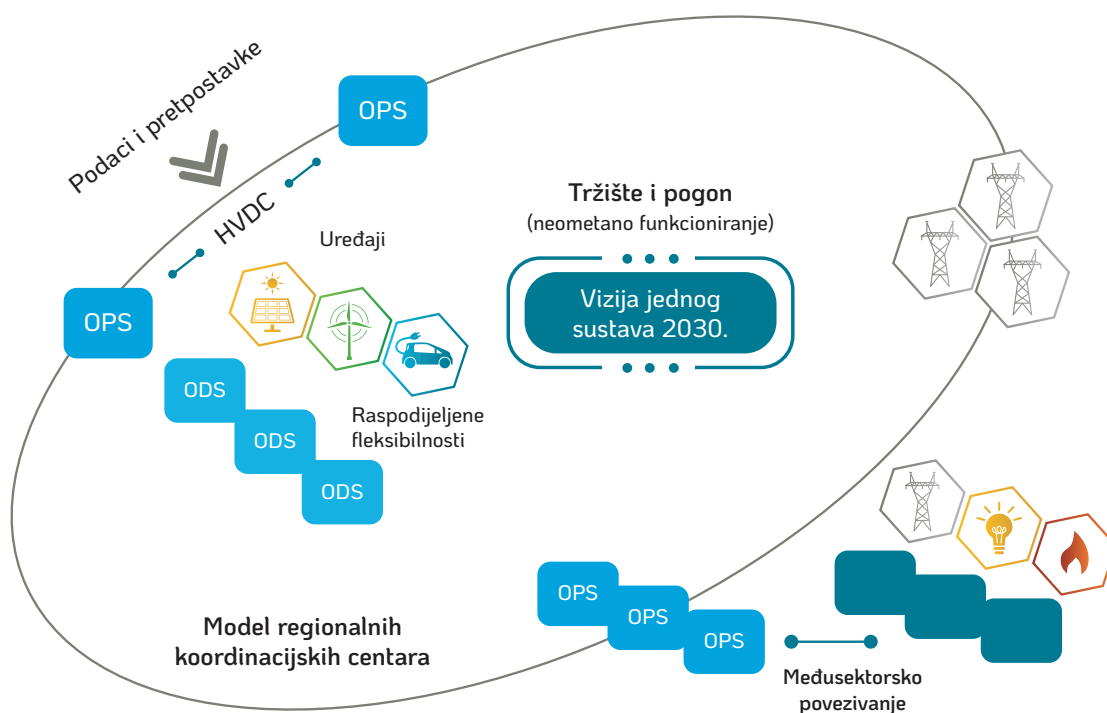 Podaci i pretpostavke
OPS
HVDC
OPS
Uređaji
Tržište i pogon
(neometano funkcioniranje)
Vizija jednog
sustava 2030.
ODS
ODS
ODS
Raspodijeljene
fleksibilnosti
OPS
OPS
OPS
Model regionalnih
koordinacijskih centara
Međusektorsko
povezivanje